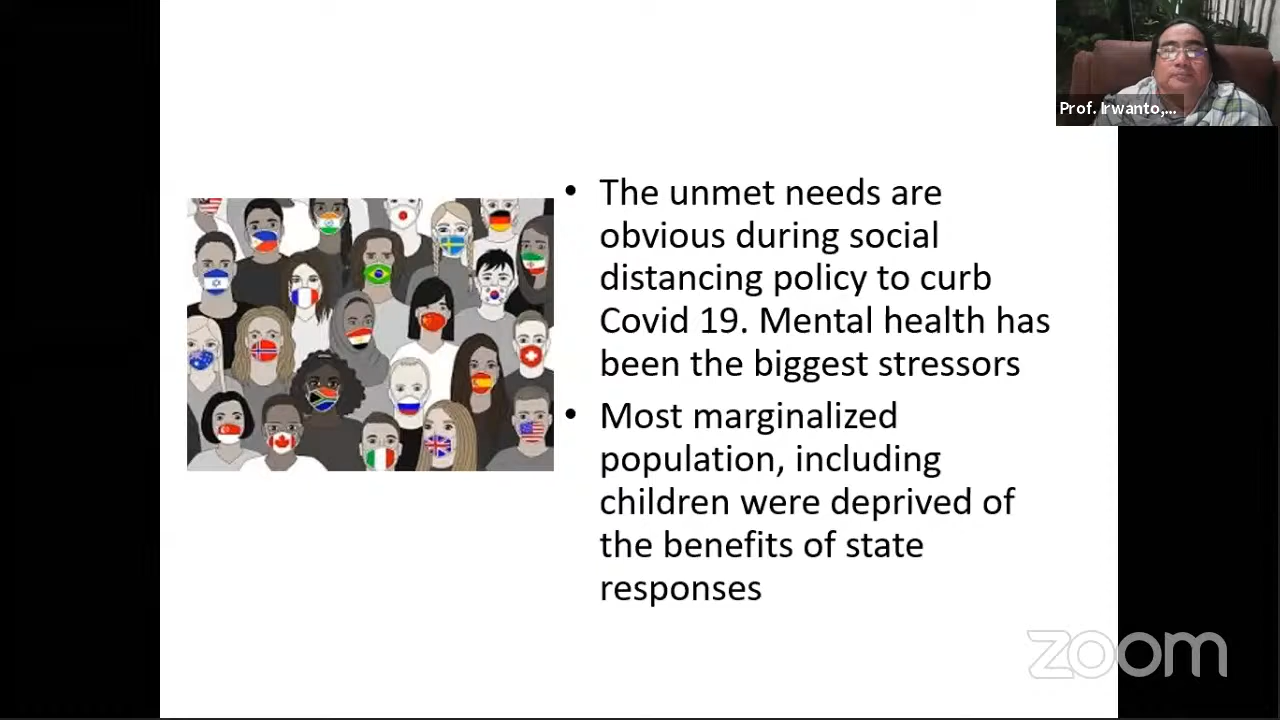 Prof. Irwanto,...
• The unmet needs are
obvious during social
distancing policy to curb
Covid 19. Mental health has
been the biggest stressors
• Most marginalized
population, including
children were deprived of
the benefits of state
responses
zoom